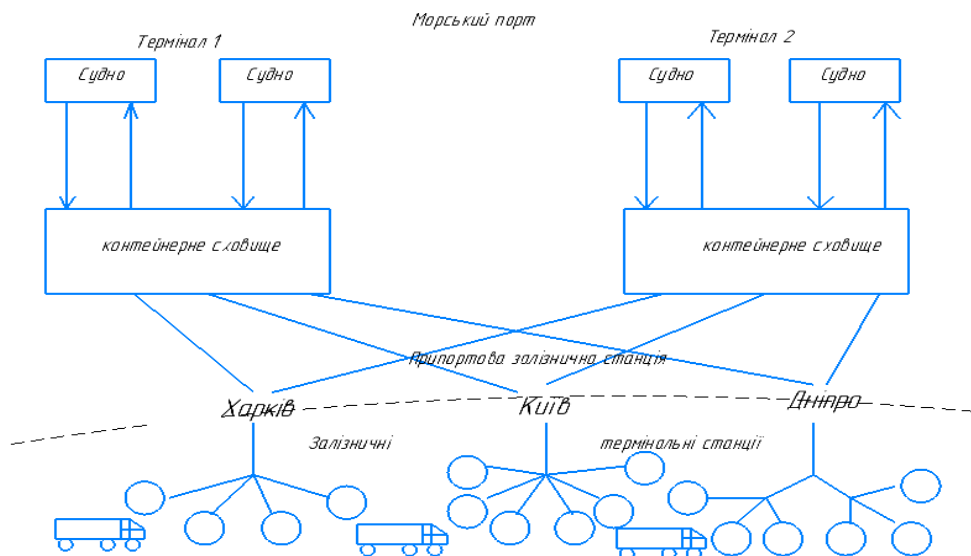 Морський порт
Термінал 1
Термінал 2
Судно
Судно
Судно
Судно
контейнерне сховище
контейнерне сховище
Припортова залізнична станція
Харків
Київ
Дніпро
Залізничні
термінальні станції